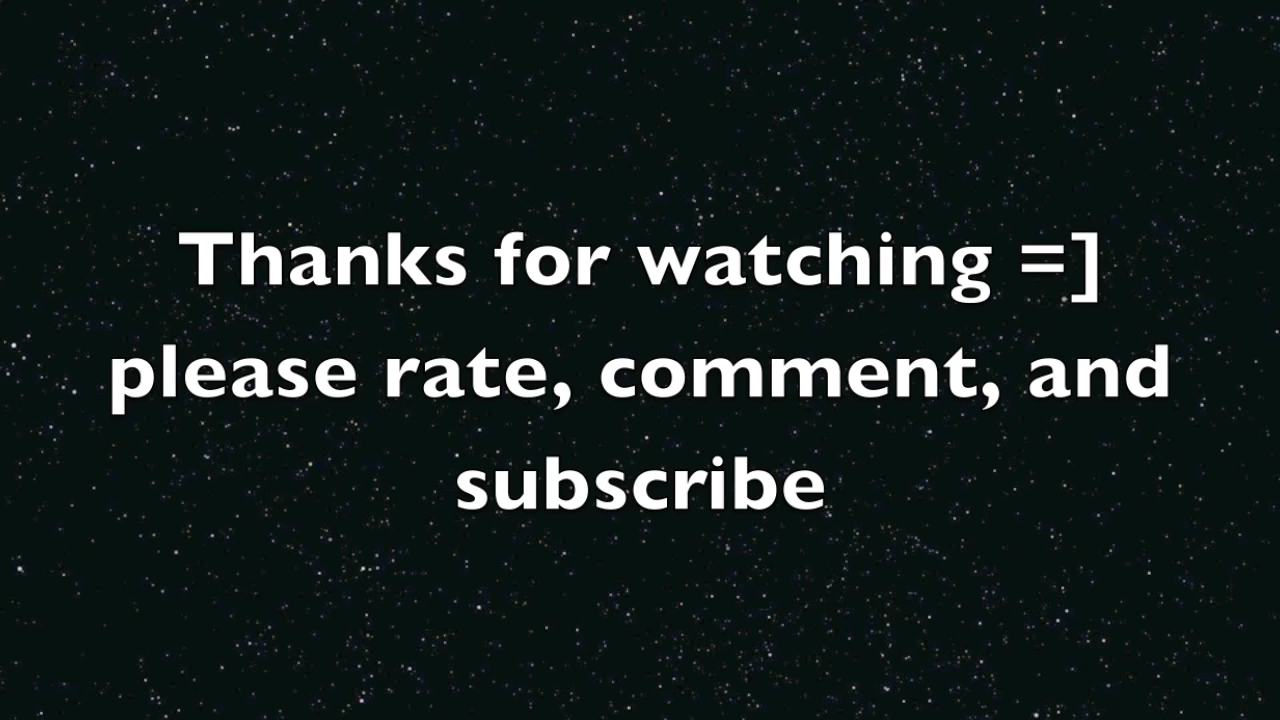 Thanks for watching =]
please rate, comment, and
subscribe